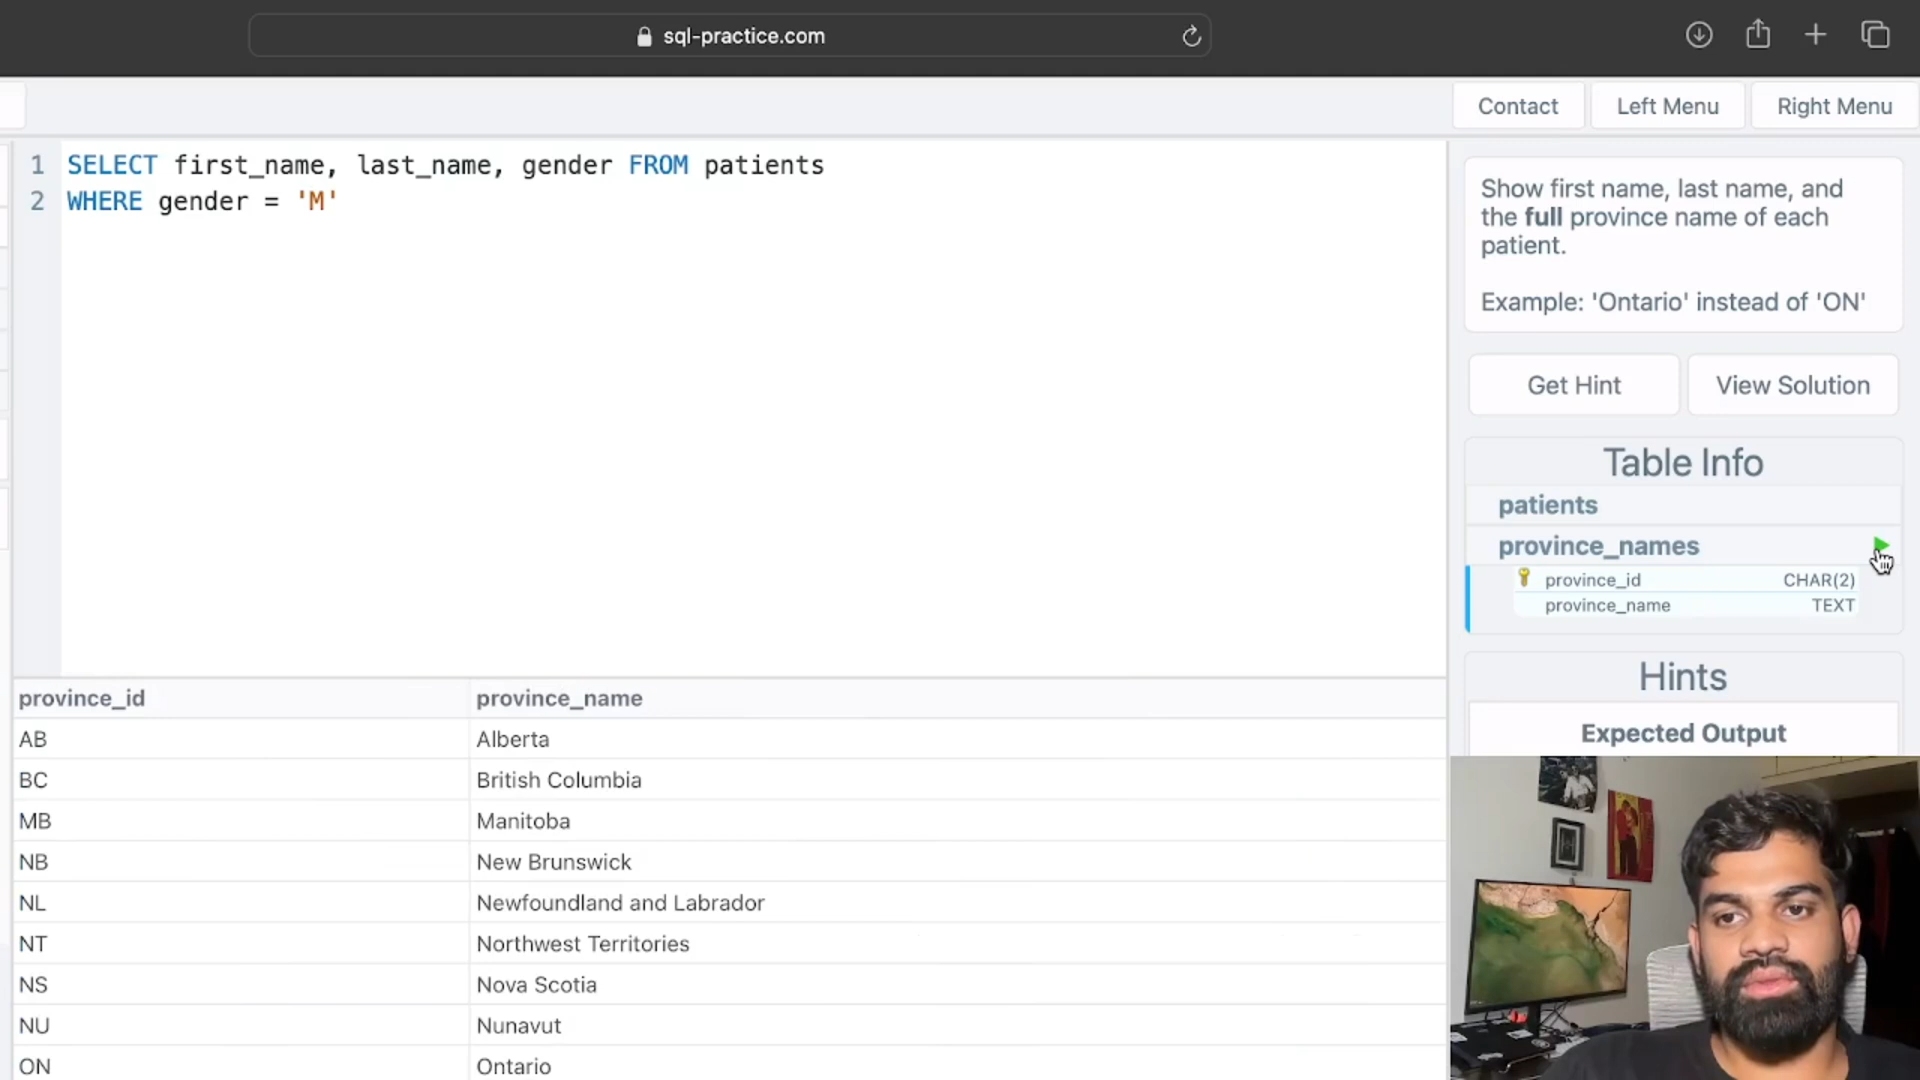 sql-practice.com
Contact
Left Menu
Right Menu
1 SELECT first_name, last_name, gender FROM patients
2 WHERE gender = 'M'
Show first name, last name, and
the full province name of each
patient.
Example: 'Ontario' instead of 'ON'
Get Hint
View Solution
Table Info
patients
province_names
province_id CHAR(2)
province_name TEXT
Hints
Expected Output
province_id province_name
AB Alberta
BC British Columbia
MB Manitoba
NB New Brunswick
NL Newfoundland and Labrador
NT Northwest Territories
NS Nova Scotia
NU Nunavut
ON Ontario